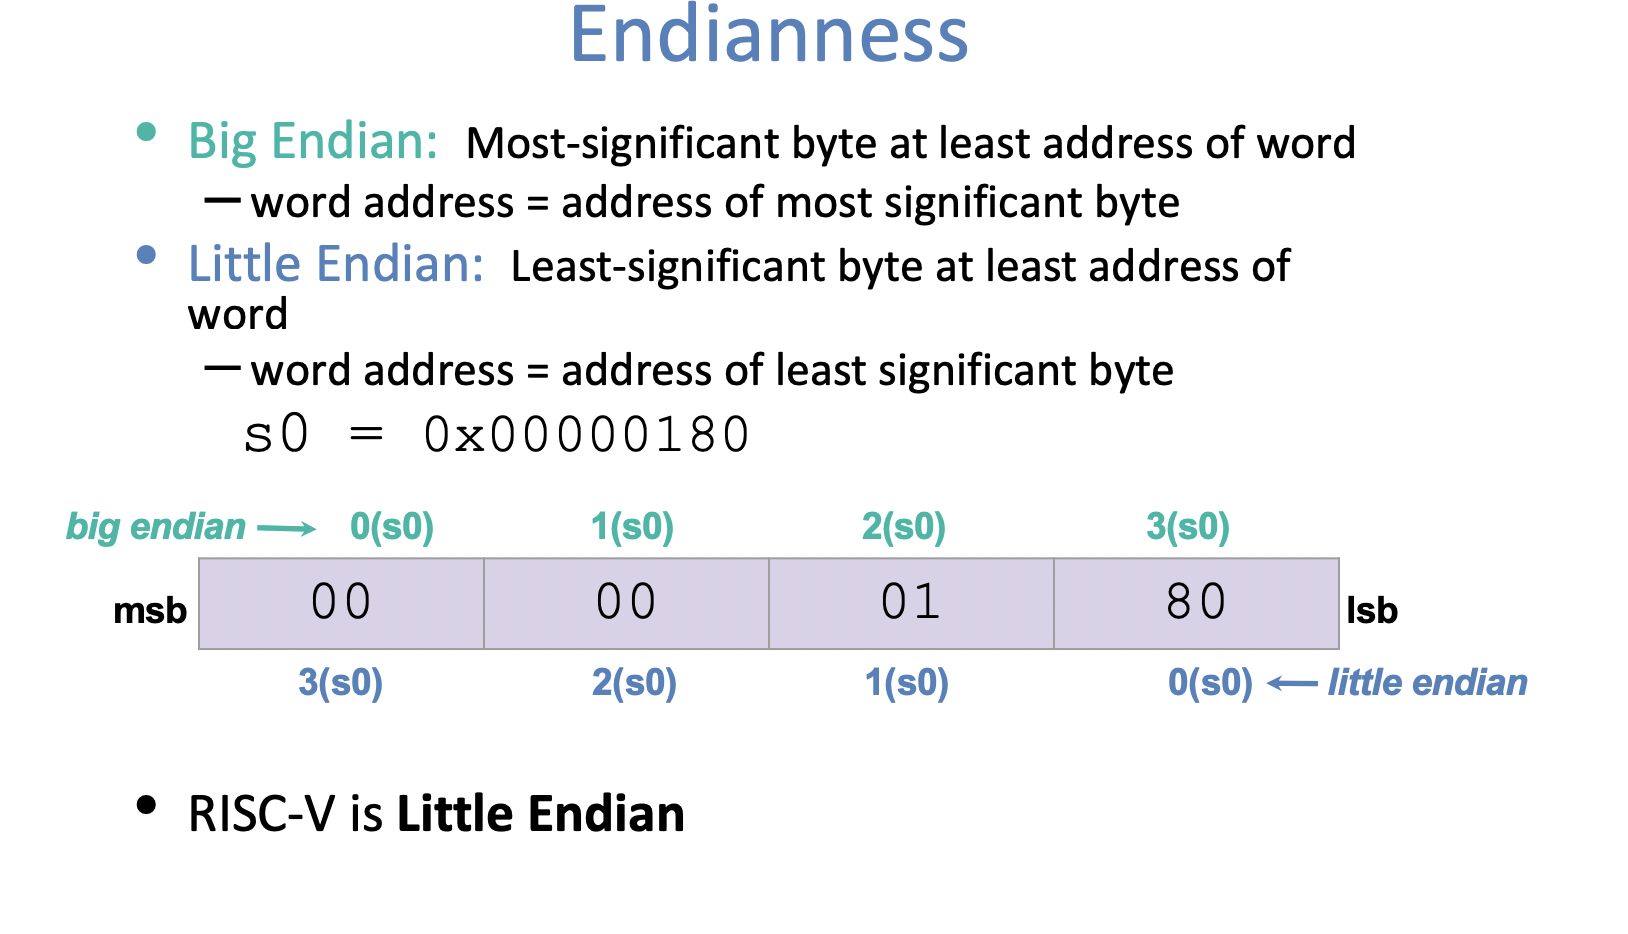 Endianness
• Big Endian: Most-significant byte at least address of word
– word address = address of most significant byte
• Little Endian: Least-significant byte at least address of
word
– word address = address of least significant byte
s0 = 0x00000180
big endian → 0(s0) 1(s0) 2(s0) 3(s0)
msb 00 00 01 80 lsb
3(s0) 2(s0) 1(s0) 0(s0) ← little endian
• RISC-V is Little Endian